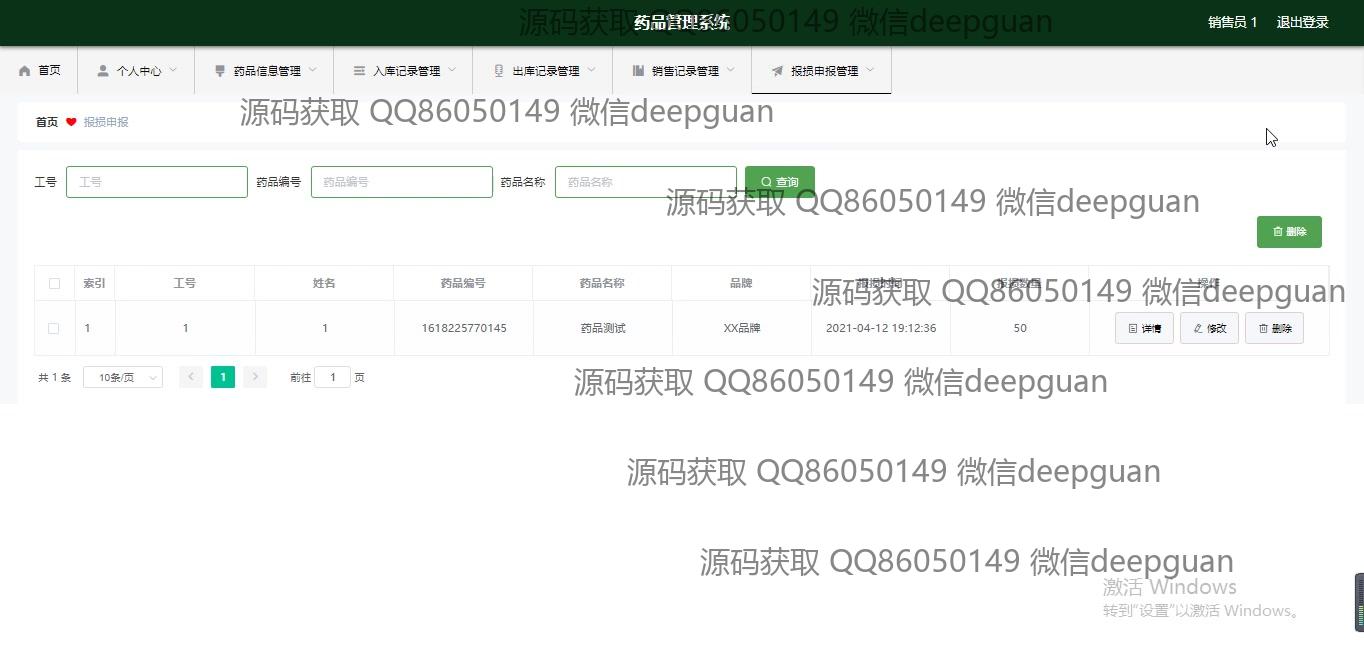 药品管理系统
源码获取 QQ86050149 微信deepguan
销售员 1 退出登录
首页 个人中心 药品信息管理 入库记录管理 出库记录管理 销售记录管理 报损申报管理
源码获取 QQ86050149 微信deepguan
首页 报损申报
工号 工号 药品编号 药品编号 药品名称 药品名称 查询
源码获取 QQ86050149 微信deepguan
删除
索引 工号 姓名 药品编号 药品名称 品牌 报损时间 报损数量 操作
源码获取 QQ86050149 微信deepguan
1 1 1 1618225770145 药品测试 XX品牌 2021-04-12 19:12:36 50 详情 修改 删除
共 1 条 10条/页 1 前往 1 页
源码获取 QQ86050149 微信deepguan
源码获取 QQ86050149 微信deepguan
源码获取 QQ86050149 微信deepguan
激活 Windows
转到"设置"以激活 Windows。